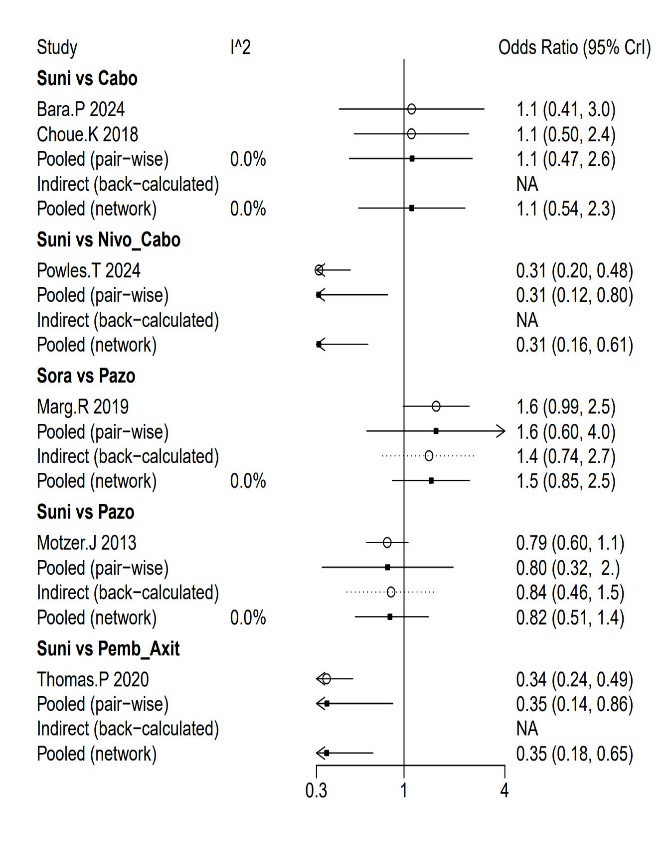 Study I^2 Odds Ratio (95% CrI)
Suni vs Cabo
Bara.P 2024 1.1 (0.41, 3.0)
Choue.K 2018 1.1 (0.50, 2.4)
Pooled (pair−wise) 0.0% 1.1 (0.47, 2.6)
Indirect (back−calculated) NA
Pooled (network) 0.0% 1.1 (0.54, 2.3)
Suni vs Nivo_Cabo
Powles.T 2024 0.31 (0.20, 0.48)
Pooled (pair−wise) 0.31 (0.12, 0.80)
Indirect (back−calculated) NA
Pooled (network) 0.31 (0.16, 0.61)
Sora vs Pazo
Marg.R 2019 1.6 (0.99, 2.5)
Pooled (pair−wise) 1.6 (0.60, 4.0)
Indirect (back−calculated) 1.4 (0.74, 2.7)
Pooled (network) 0.0% 1.5 (0.85, 2.5)
Suni vs Pazo
Motzer.J 2013 0.79 (0.60, 1.1)
Pooled (pair−wise) 0.80 (0.32, 2.)
Indirect (back−calculated) 0.84 (0.46, 1.5)
Pooled (network) 0.0% 0.82 (0.51, 1.4)
Suni vs Pemb_Axit
Thomas.P 2020 0.34 (0.24, 0.49)
Pooled (pair−wise) 0.35 (0.14, 0.86)
Indirect (back−calculated) NA
Pooled (network) 0.35 (0.18, 0.65)
0.3 1 4